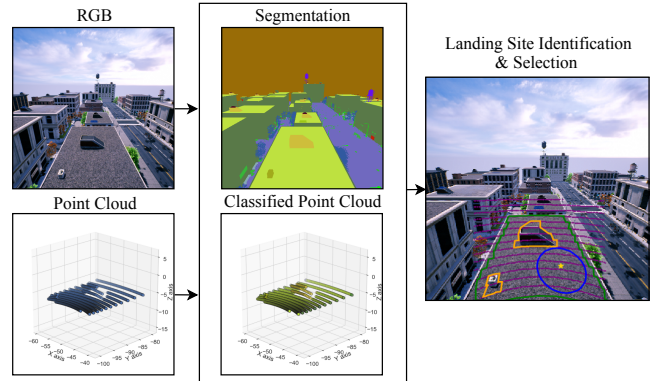 RGB
Segmentation
Landing Site Identification
& Selection
Point Cloud
Classified Point Cloud
5
0
−5
−10
−15
Z axis
−60
−55
−50
−45
−40
X axis
−100
−95
−90
−85
−80
Y axis
5
0
−5
−10
−15
Z axis
−60
−55
−50
−45
−40
X axis
−100
−95
−90
−85
−80
Y axis